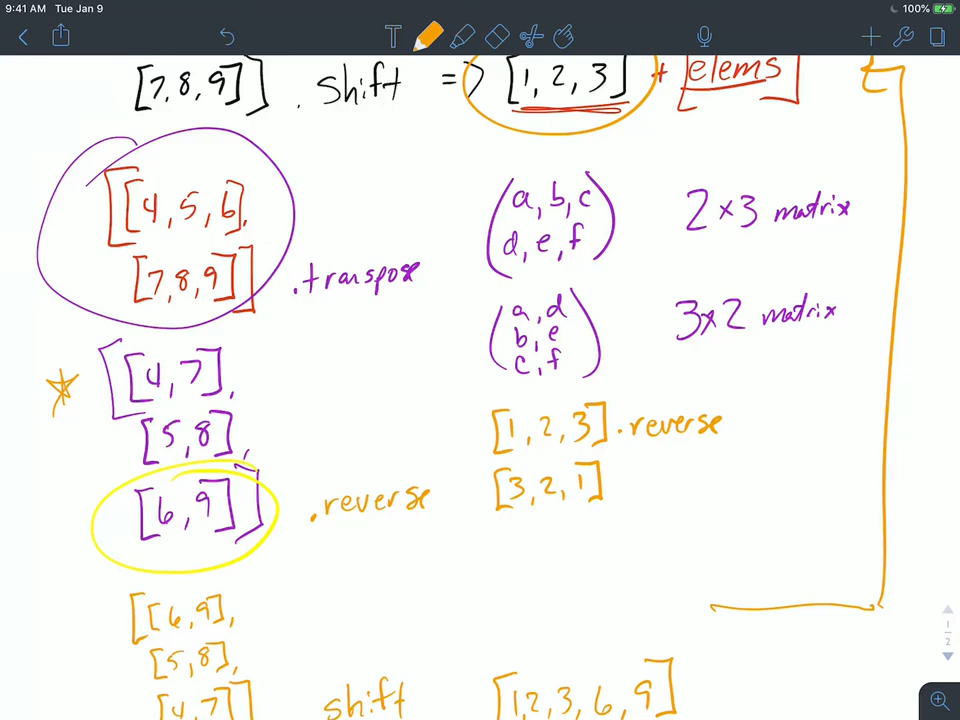 9:41 AM Tue Jan 9 100%
T
[7,8,9]] . shift => [1,2,3] + [elems]
[[4,5,6],
[7,8,9]] .transpose
(a,b,c
d,e,f)
2×3 matrix
(a,d
b,e
c,f)
3×2 matrix
[[4,7],
[5,8],
[6,9]] .reverse
[1,2,3].reverse
[3,2,1]
[[6,9],
[5,8],
[4,7]] shift [1,2,3,6,9]
1
2